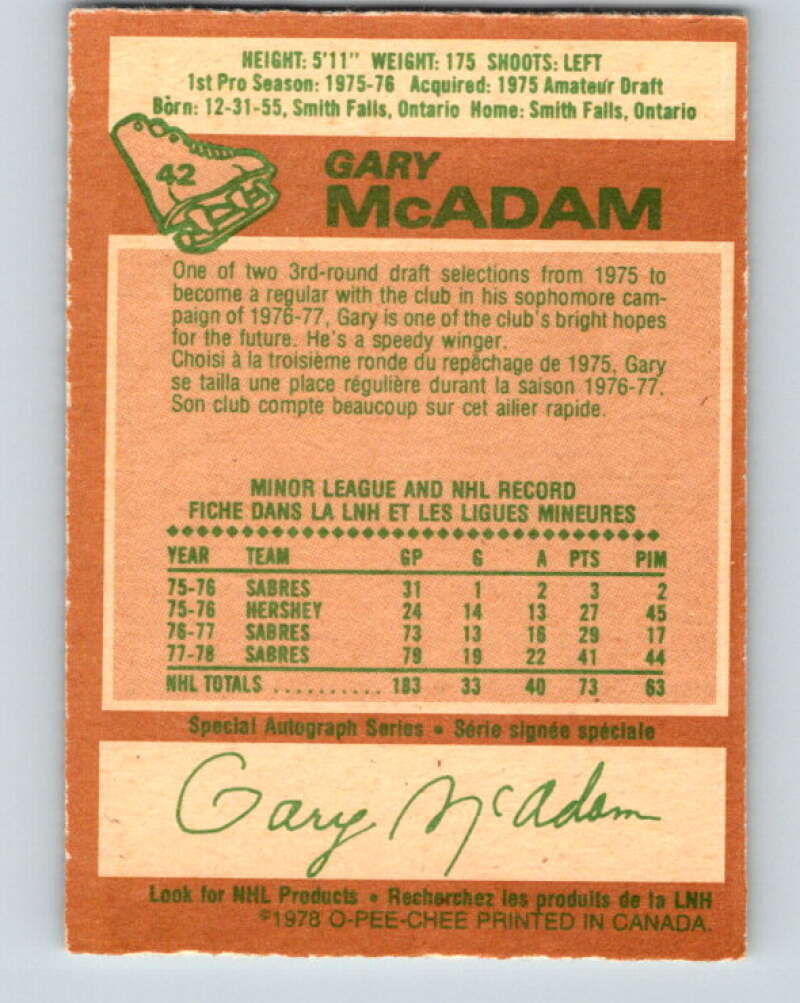 HEIGHT: 5'11" WEIGHT: 175 SHOOTS: LEFT
1st Pro Season: 1975-76 Acquired: 1975 Amateur Draft
Born: 12-31-55, Smith Falls, Ontario Home: Smith Falls, Ontario
42
GARY
McADAM
One of two 3rd-round draft selections from 1975 to
become a regular with the club in his sophomore cam-
paign of 1976-77, Gary is one of the club's bright hopes
for the future. He's a speedy winger.
Choisi à la troisième ronde du repêchage de 1975, Gary
se tailla une place régulière durant la saison 1976-77.
Son club compte beaucoup sur cet ailier rapide.
MINOR LEAGUE AND NHL RECORD
FICHE DANS LA LNH ET LES LIGUES MINEURES
YEAR TEAM GP G A PTS PIM
75-76 SABRES 31 1 2 3 2
75-76 HERSHEY 24 14 13 27 45
76-77 SABRES 73 13 16 29 17
77-78 SABRES 79 19 22 41 44
NHL TOTALS .......... 183 33 40 73 63
Special Autograph Series • Série signée spéciale
Gary McAdam
Look for NHL Products • Recherchez les produits de la LNH
©1978 O-PEE-CHEE PRINTED IN CANADA.